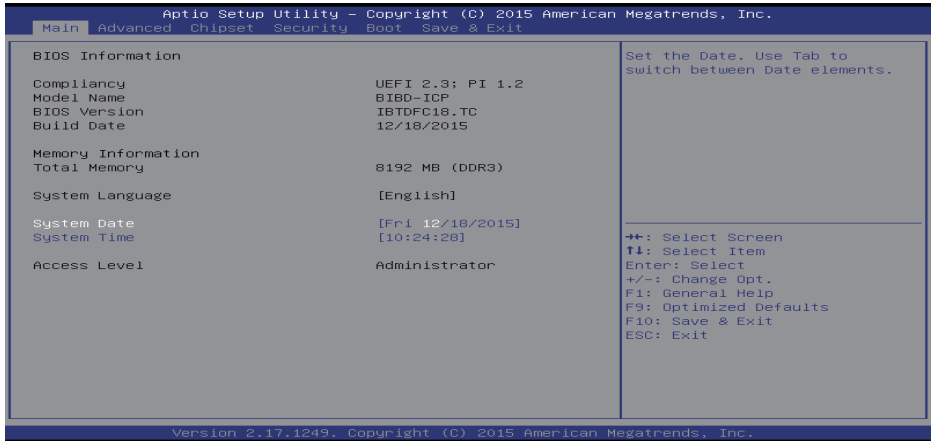 Aptio Setup Utility – Copyright (C) 2015 American Megatrends, Inc.
Main Advanced Chipset Security Boot Save & Exit
BIOS Information
Compliancy UEFI 2.3; PI 1.2
Model Name BIBD-ICP
BIOS Version IBTDFC18.TC
Build Date 12/18/2015
Memory Information
Total Memory 8192 MB (DDR3)
System Language [English]
System Date [Fri 12/18/2015]
System Time [10:24:28]
Access Level Administrator
Set the Date. Use Tab to
switch between Date elements.
→←: Select Screen
↑↓: Select Item
Enter: Select
+/-: Change Opt.
F1: General Help
F9: Optimized Defaults
F10: Save & Exit
ESC: Exit
Version 2.17.1249. Copyright (C) 2015 American Megatrends, Inc.